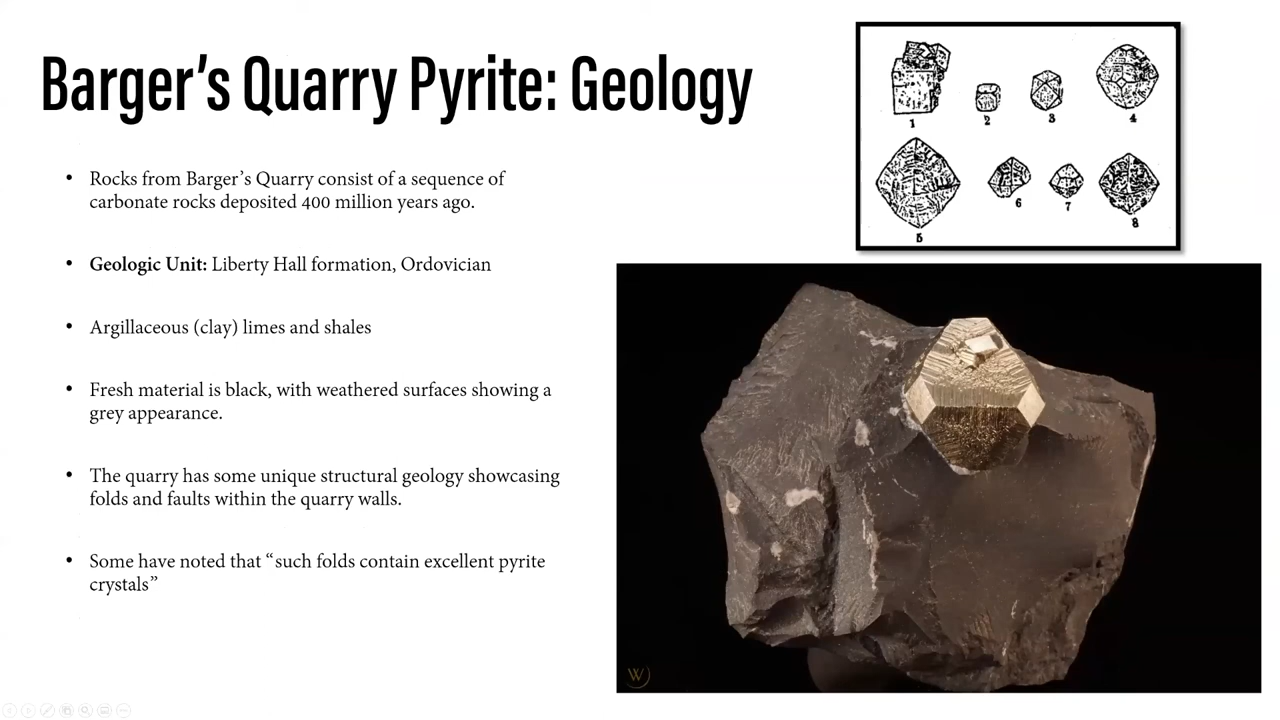 Barger’s Quarry Pyrite: Geology
• Rocks from Barger’s Quarry consist of a sequence of
carbonate rocks deposited 400 million years ago.
• Geologic Unit: Liberty Hall formation, Ordovician
• Argillaceous (clay) limes and shales
• Fresh material is black, with weathered surfaces showing a
grey appearance.
• The quarry has some unique structural geology showcasing
folds and faults within the quarry walls.
• Some have noted that “such folds contain excellent pyrite
crystals”
1 2 3 4
5 6 7 8
W